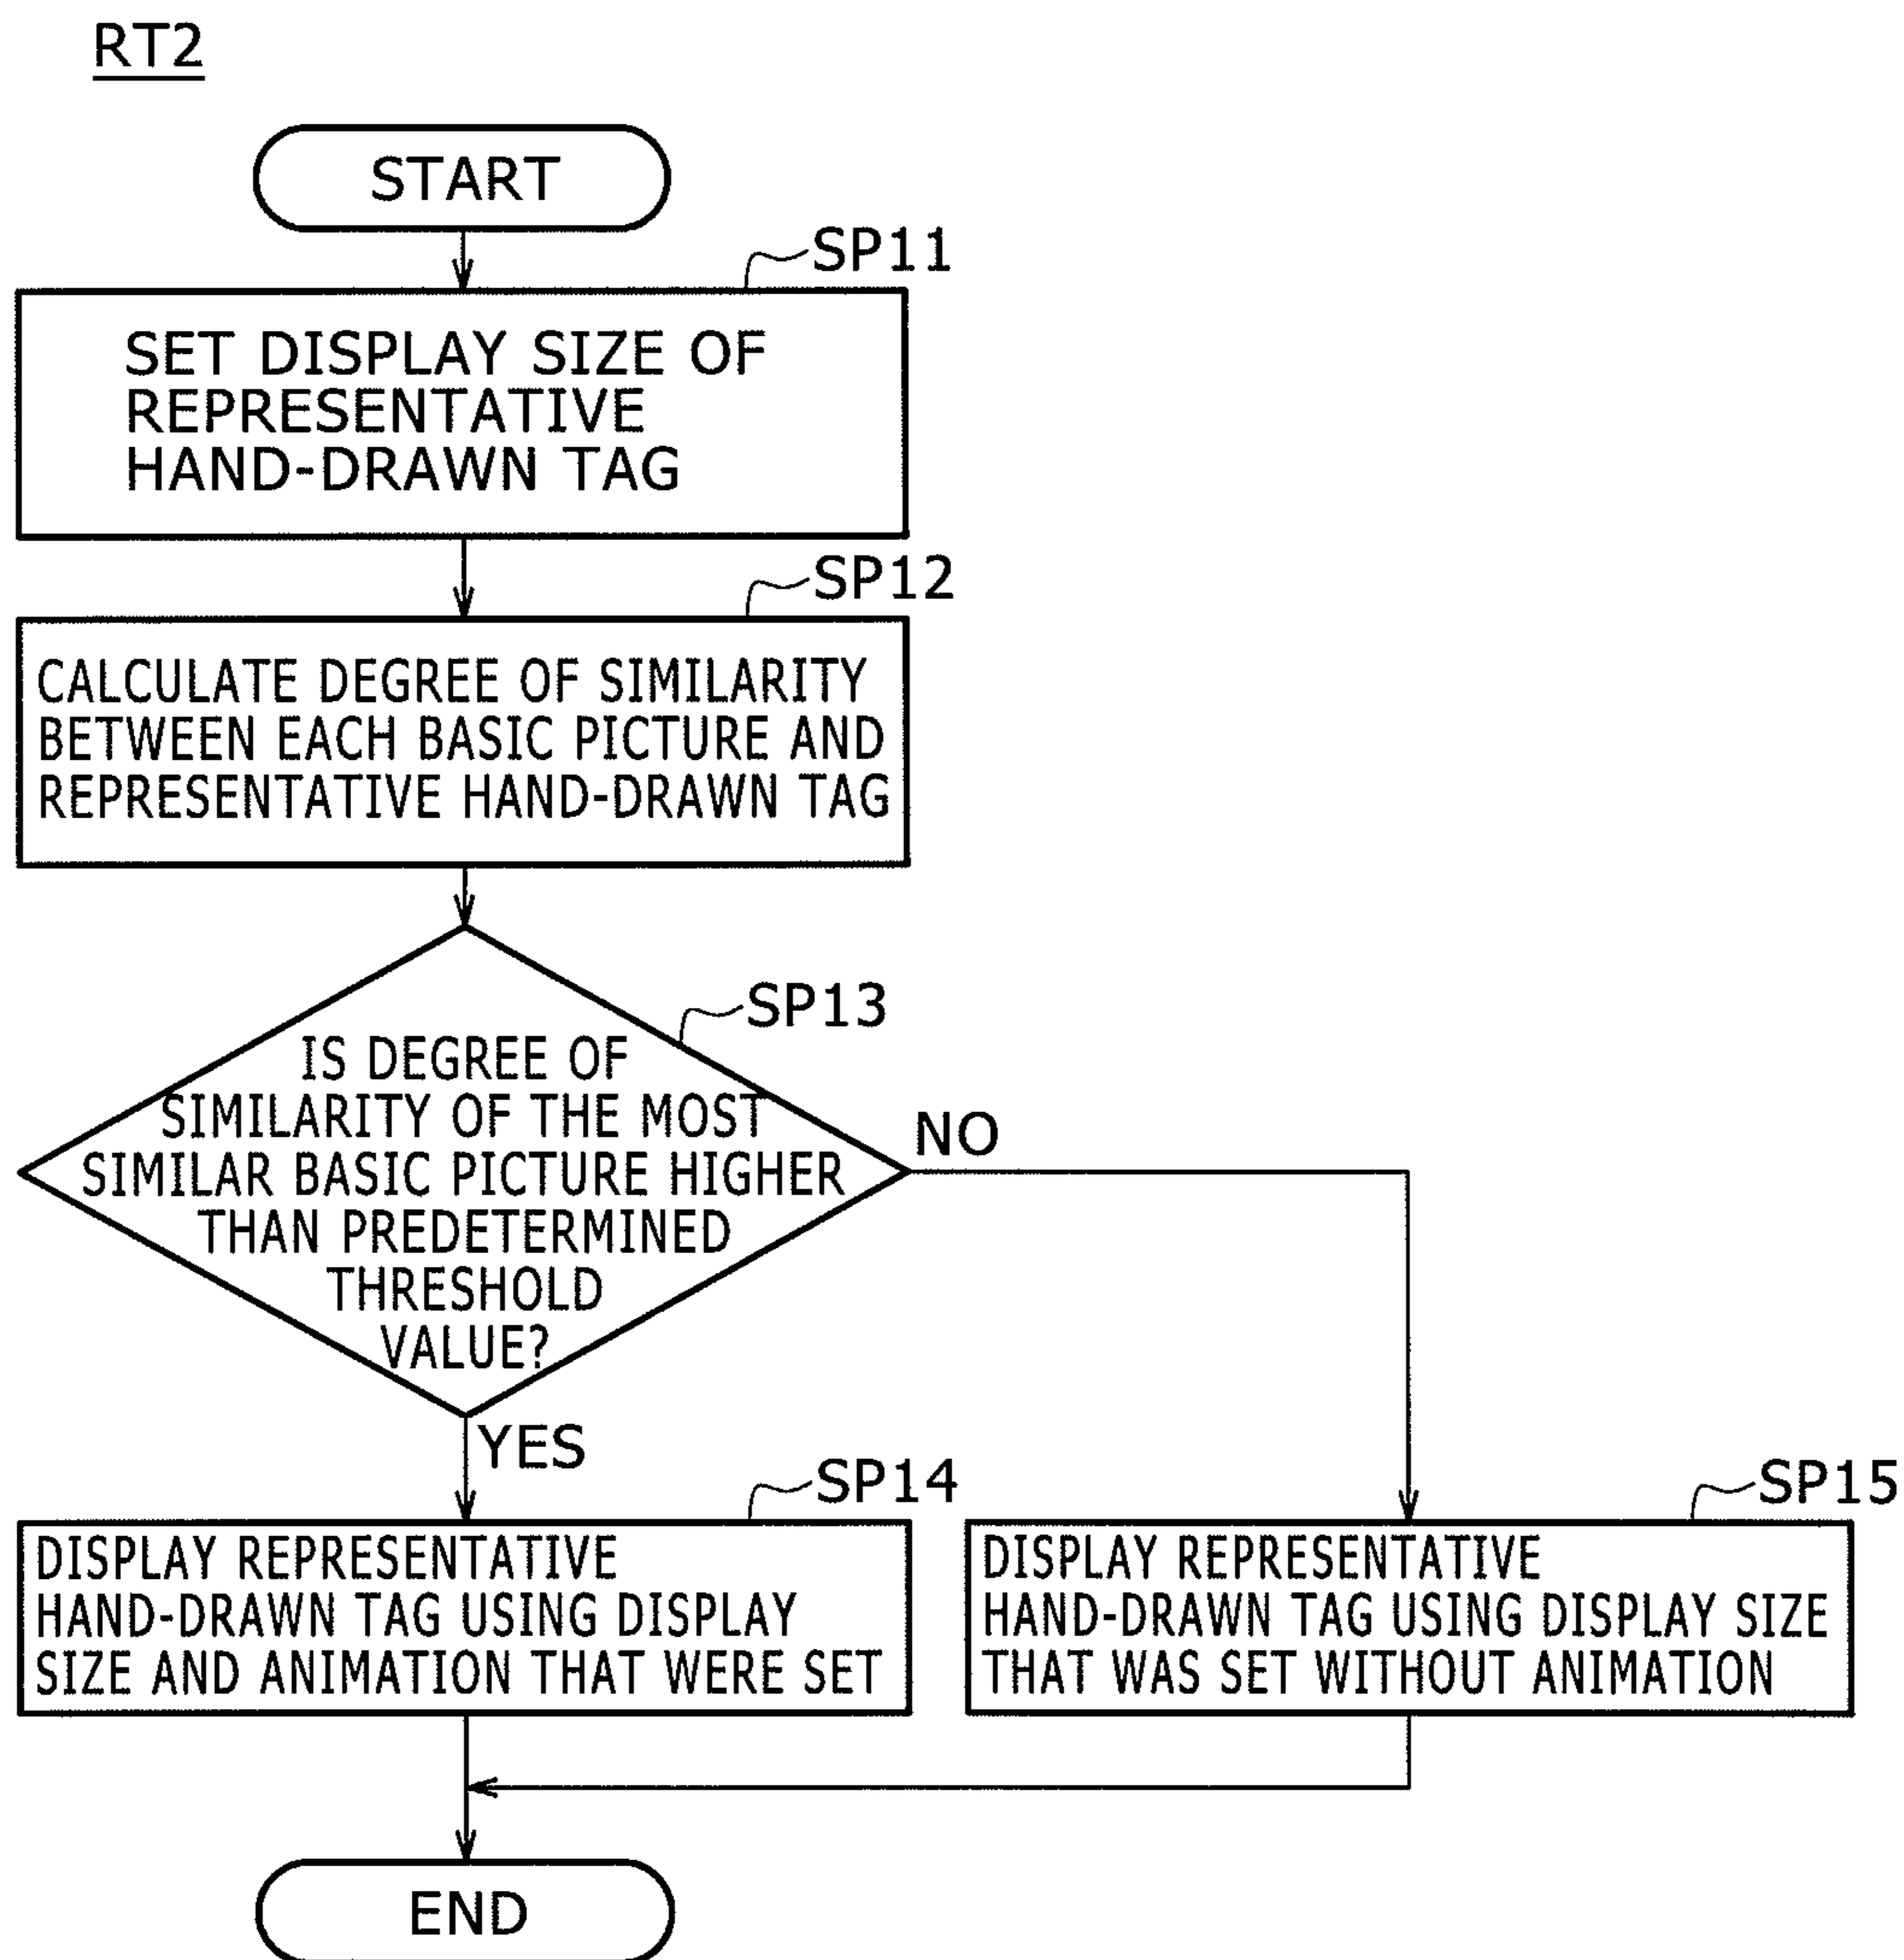 RT2
START
SP11
SET DISPLAY SIZE OF
REPRESENTATIVE
HAND-DRAWN TAG
SP12
CALCULATE DEGREE OF SIMILARITY
BETWEEN EACH BASIC PICTURE AND
REPRESENTATIVE HAND-DRAWN TAG
SP13
IS DEGREE OF
SIMILARITY OF THE MOST
SIMILAR BASIC PICTURE HIGHER
THAN PREDETERMINED
THRESHOLD
VALUE?
NO
YES
SP14
DISPLAY REPRESENTATIVE
HAND-DRAWN TAG USING DISPLAY
SIZE AND ANIMATION THAT WERE SET
SP15
DISPLAY REPRESENTATIVE
HAND-DRAWN TAG USING DISPLAY SIZE
THAT WAS SET WITHOUT ANIMATION
END